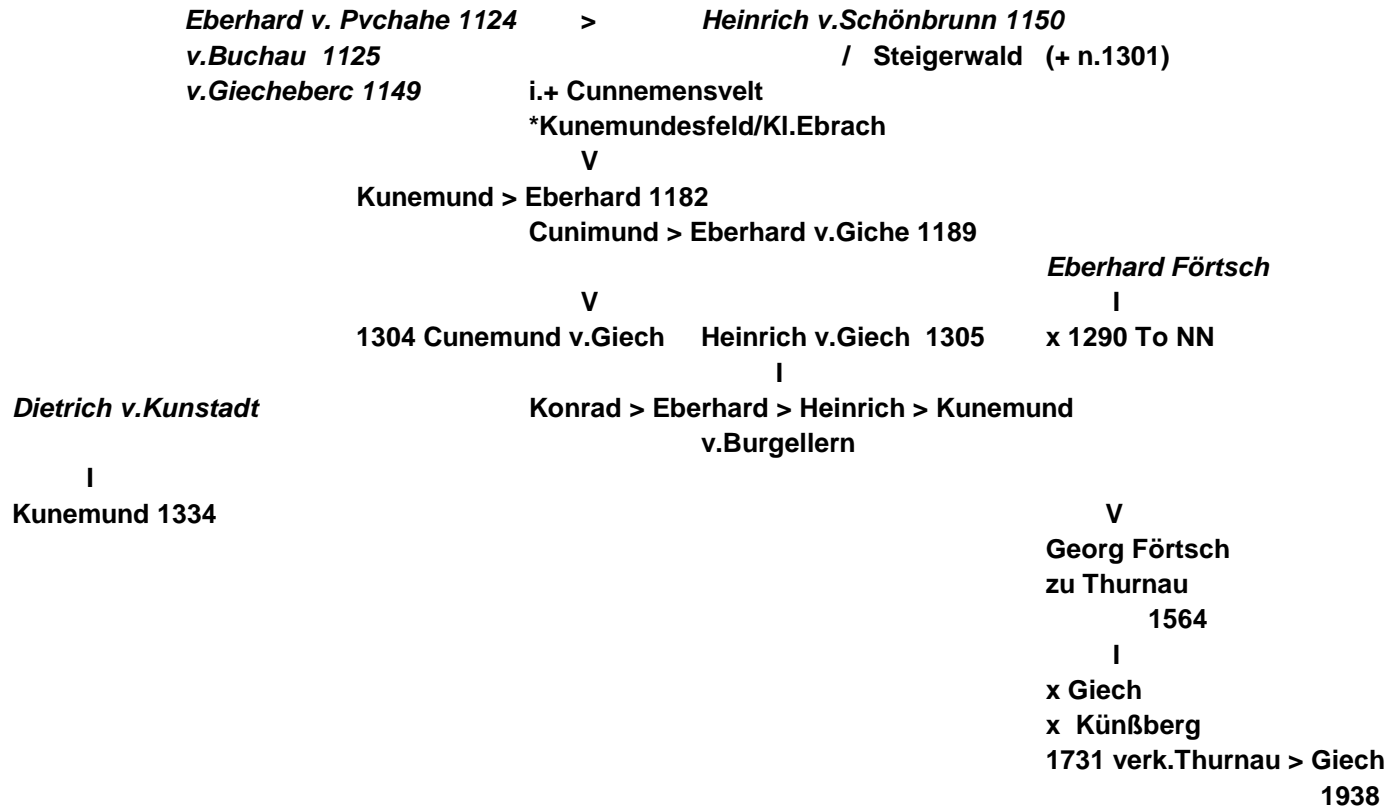 Eberhard v. Pvchahe 1124 > Heinrich v.Schönbrunn 1150
v.Buchau 1125 / Steigerwald (+ n.1301)
v.Giecheberc 1149 i.+ Cunnemensvelt
*Kunemundesfeld/Kl.Ebrach
V
Kunemund > Eberhard 1182
Cunimund > Eberhard v.Giche 1189
Eberhard Förtsch
V I
1304 Cunemund v.Giech Heinrich v.Giech 1305 x 1290 To NN
I
Dietrich v.Kunstadt Konrad > Eberhard > Heinrich > Kunemund
v.Burgellern
I
Kunemund 1334 V
Georg Förtsch
zu Thurnau
1564
I
x Giech
x Künßberg
1731 verk.Thurnau > Giech
1938